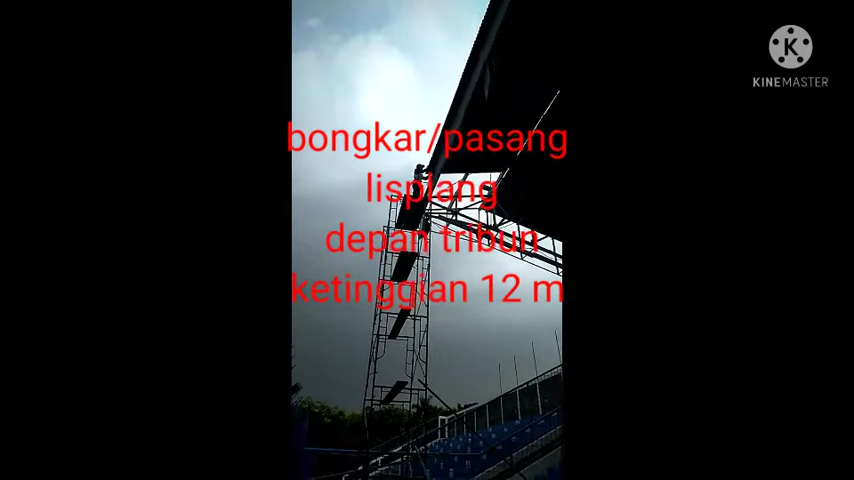 KINEMASTER
bongkar/pasang
lisplang
depan tribun
ketinggian 12 m